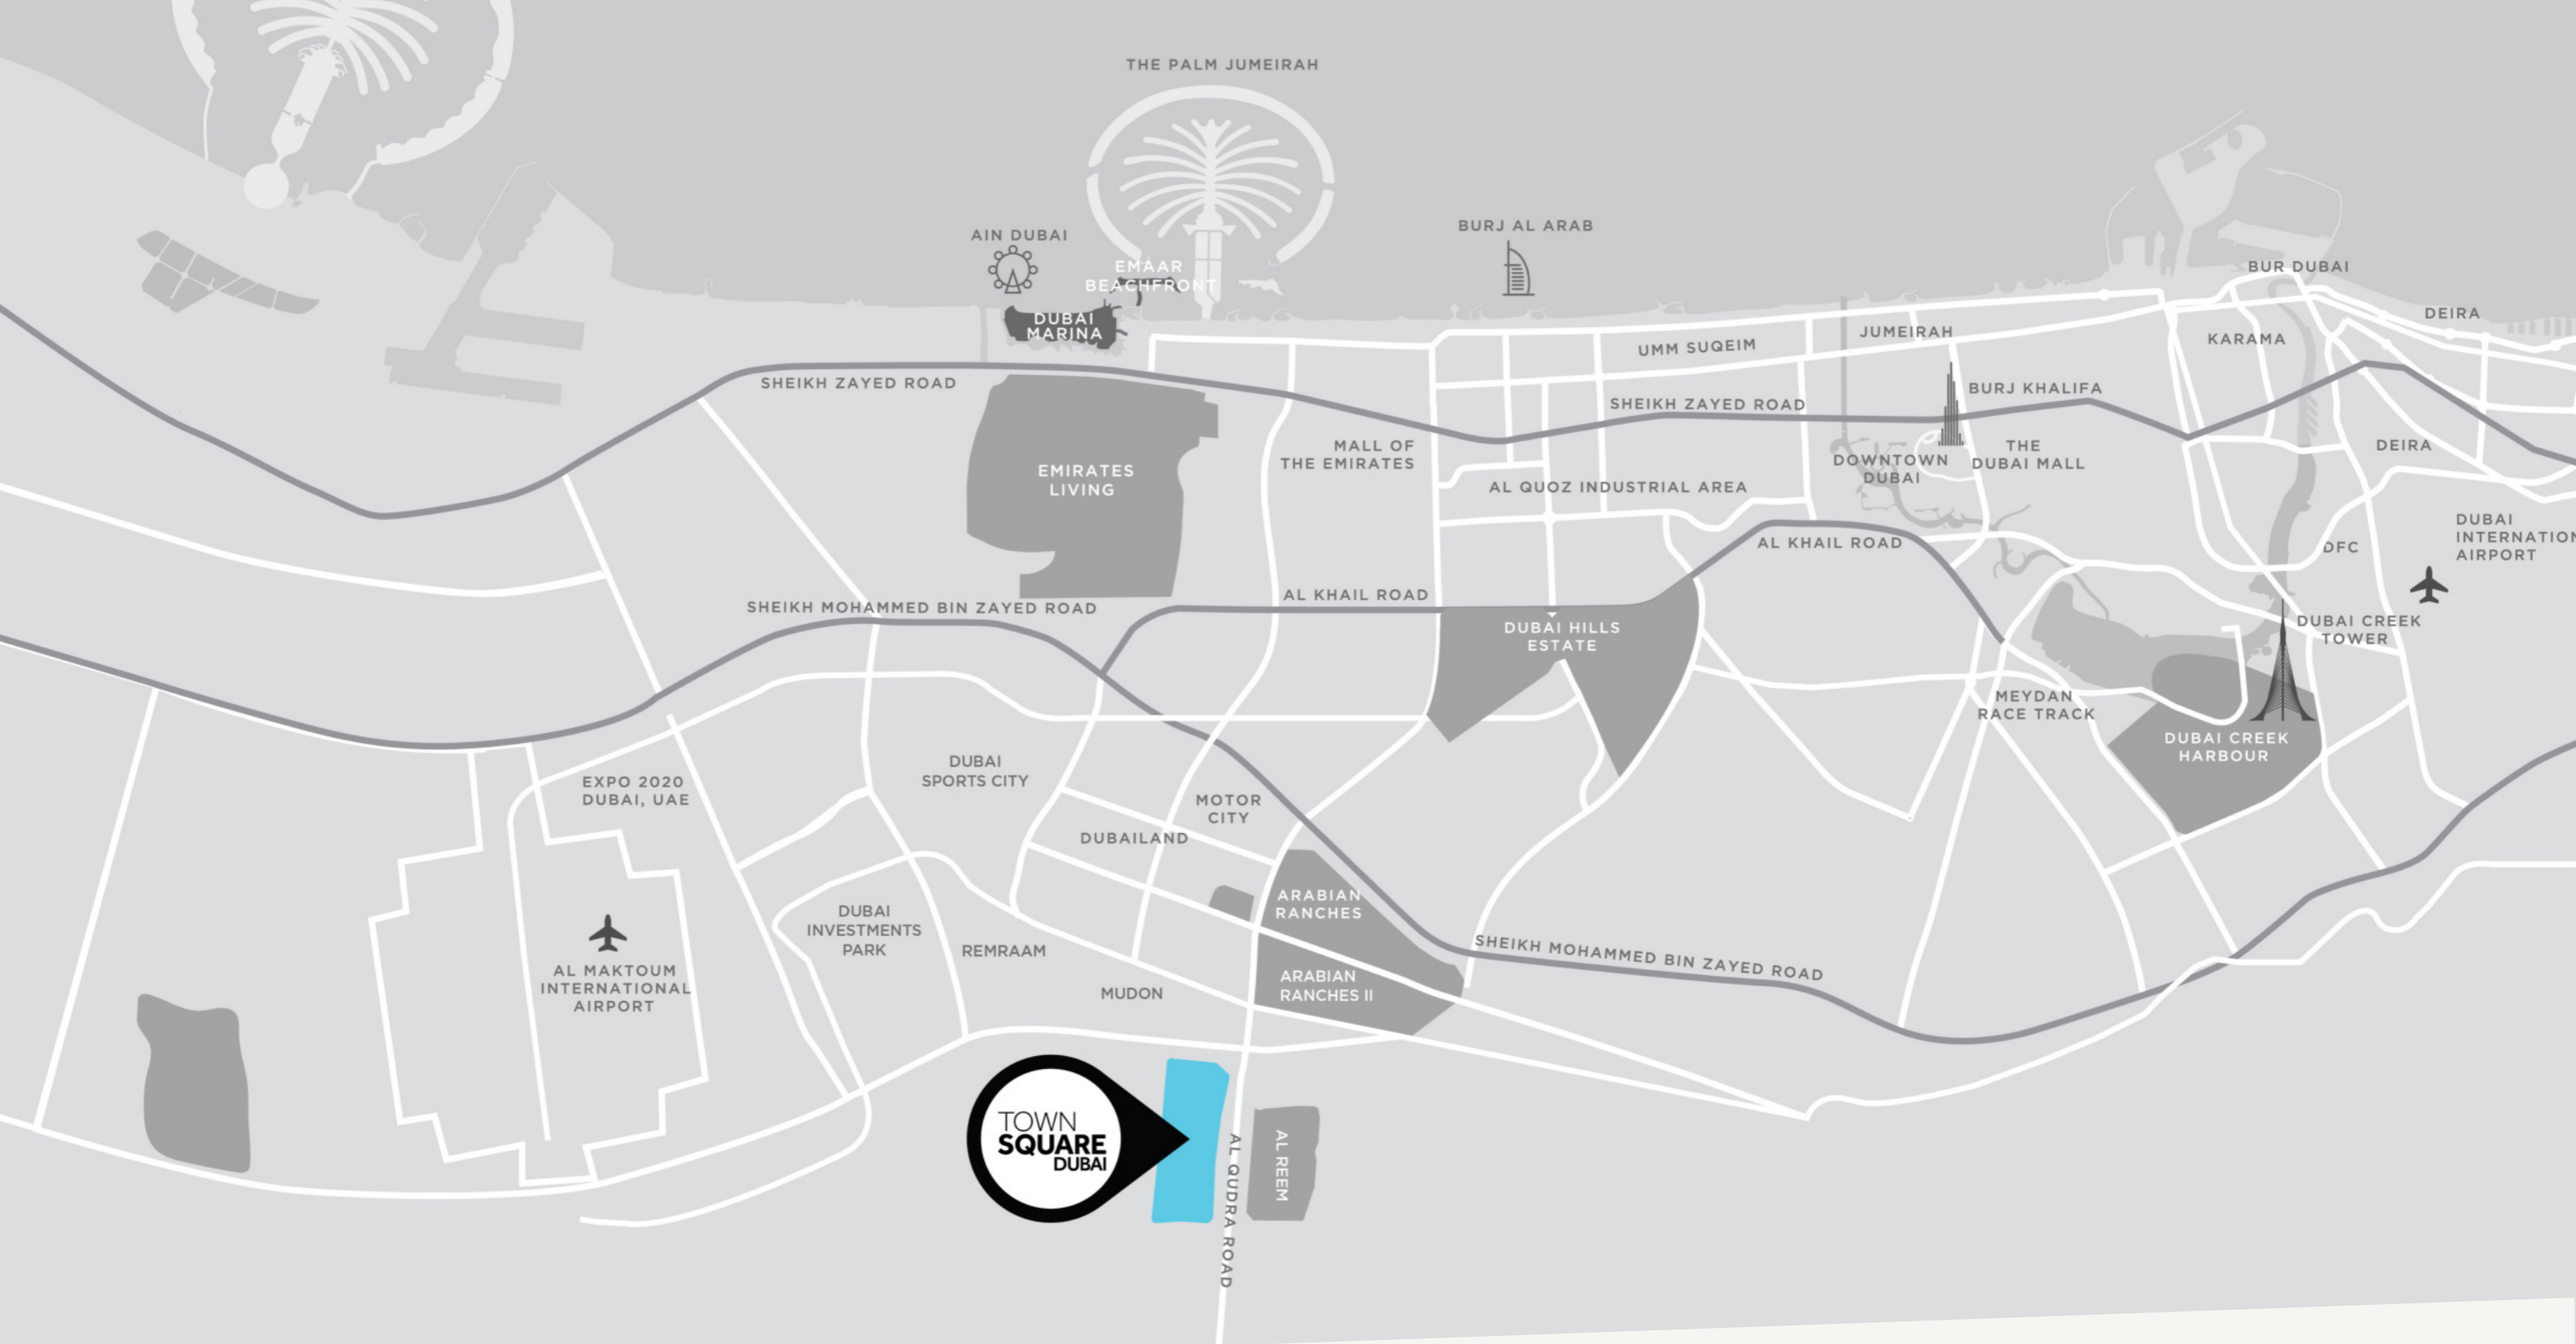 THE PALM JUMEIRAH
BURJ AL ARAB
AIN DUBAI
EMAAR
BEACHFRONT
BUR DUBAI
DUBAI
MARINA
DEIRA
JUMEIRAH
KARAMA
UMM SUQEIM
SHEIKH ZAYED ROAD
BURJ KHALIFA
SHEIKH ZAYED ROAD
MALL OF
THE EMIRATES
THE
DUBAI MALL
DEIRA
DOWNTOWN
DUBAI
EMIRATES
LIVING
AL QUOZ INDUSTRIAL AREA
DUBAI
INTERNATION
AIRPORT
AL KHAIL ROAD
DFC
AL KHAIL ROAD
SHEIKH MOHAMMED BIN ZAYED ROAD
DUBAI HILLS
ESTATE
DUBAI CREEK
TOWER
MEYDAN
RACE TRACK
DUBAI CREEK
HARBOUR
DUBAI
SPORTS CITY
EXPO 2020
DUBAI, UAE
MOTOR
CITY
DUBAILAND
ARABIAN
RANCHES
DUBAI
INVESTMENTS
PARK
REMRAAM
SHEIKH MOHAMMED BIN ZAYED ROAD
AL MAKTOUM
INTERNATIONAL
AIRPORT
ARABIAN
RANCHES II
MUDON
TOWN
SQUARE
DUBAI
AL QUDRA ROAD
AL REEM